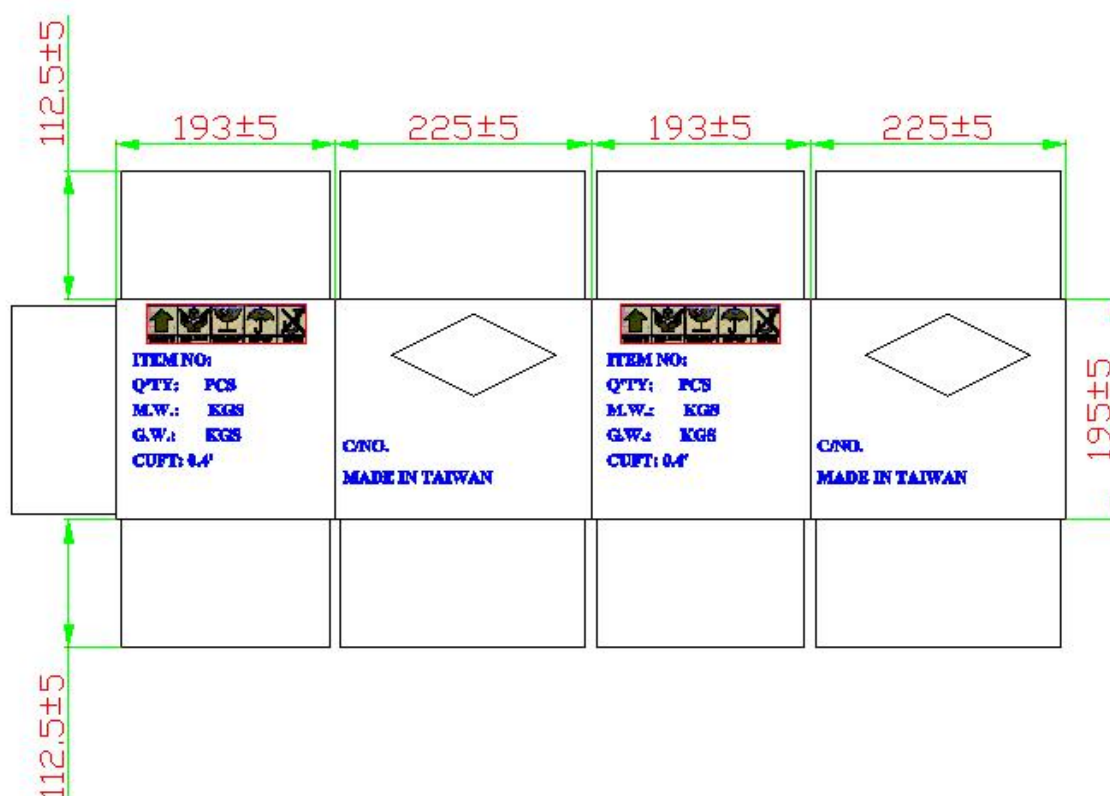 112.5±5
193±5
225±5
193±5
225±5
ITEM NO:
Q'TY: PCS
M.W.: KGS
G.W.: KGS
CUFT: 0.4'
C/NO.
MADE IN TAIWAN
ITEM NO:
Q'TY: PCS
M.W.: KGS
G.W.: KGS
CUFT: 0.4'
C/NO.
MADE IN TAIWAN
195±5
112.5±5